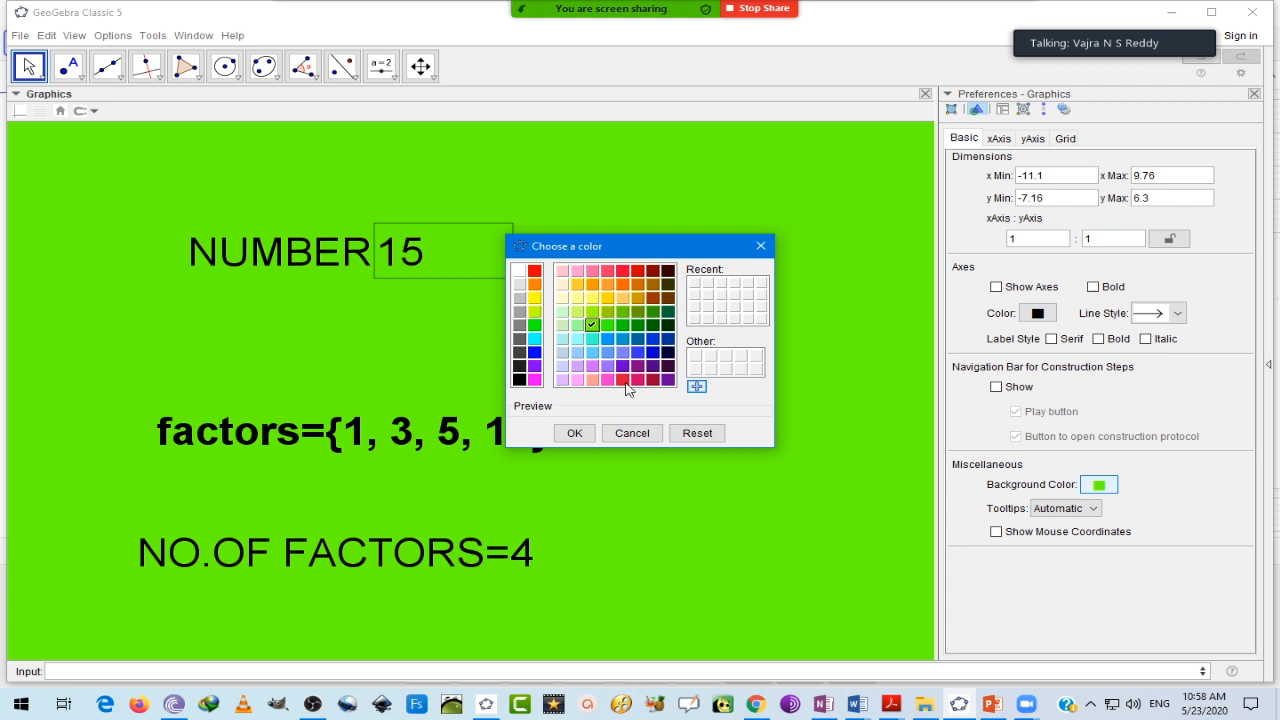 GeoGebra Classic 5
You are screen sharing
Stop Share
File Edit View Options Tools Window Help
Talking: Vajra N S Reddy
Sign in
a=2
Graphics
Preferences - Graphics
Basic xAxis yAxis Grid
Dimensions
x Min: -11.1 x Max: 9.76
y Min: -7.16 y Max: 6.3
xAxis : yAxis
1 : 1
Axes
Show Axes Bold
Color: Line Style:
Label Style Serif Bold Italic
Navigation Bar for Construction Steps
Show
Play button
Button to open construction protocol
Miscellaneous
Background Color:
Tooltips: Automatic
Show Mouse Coordinates
NUMBER 15
factors={1, 3, 5, 1
NO.OF FACTORS=4
Choose a color
Recent:
Other:
Preview
OK Cancel Reset
Input:
ENG
10:58 AM
5/23/2020